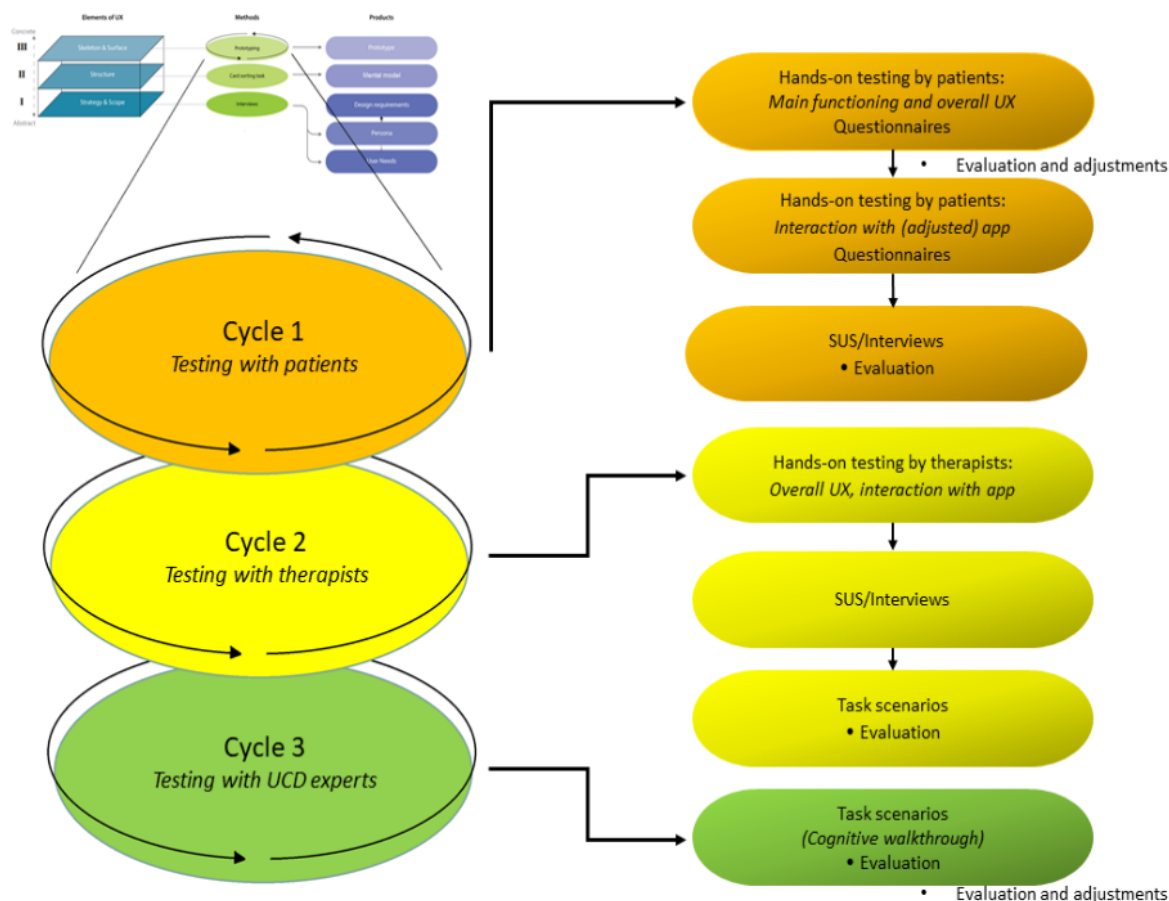 Elements of UX
Methods
Products
Concrete
III
II
I
Abstract
Skeleton & Surface
Structure
Strategy & Scope
Prototyping
Card sorting task
Interviews
Prototype
Mental model
Design requirements
Persona
User Needs
Cycle 1
Testing with patients
Cycle 2
Testing with therapists
Cycle 3
Testing with UCD experts
Hands-on testing by patients:
Main functioning and overall UX
Questionnaires
• Evaluation and adjustments
Hands-on testing by patients:
Interaction with (adjusted) app
Questionnaires
SUS/Interviews
• Evaluation
Hands-on testing by therapists:
Overall UX, interaction with app
SUS/Interviews
Task scenarios
• Evaluation
Task scenarios
(Cognitive walkthrough)
• Evaluation
• Evaluation and adjustments